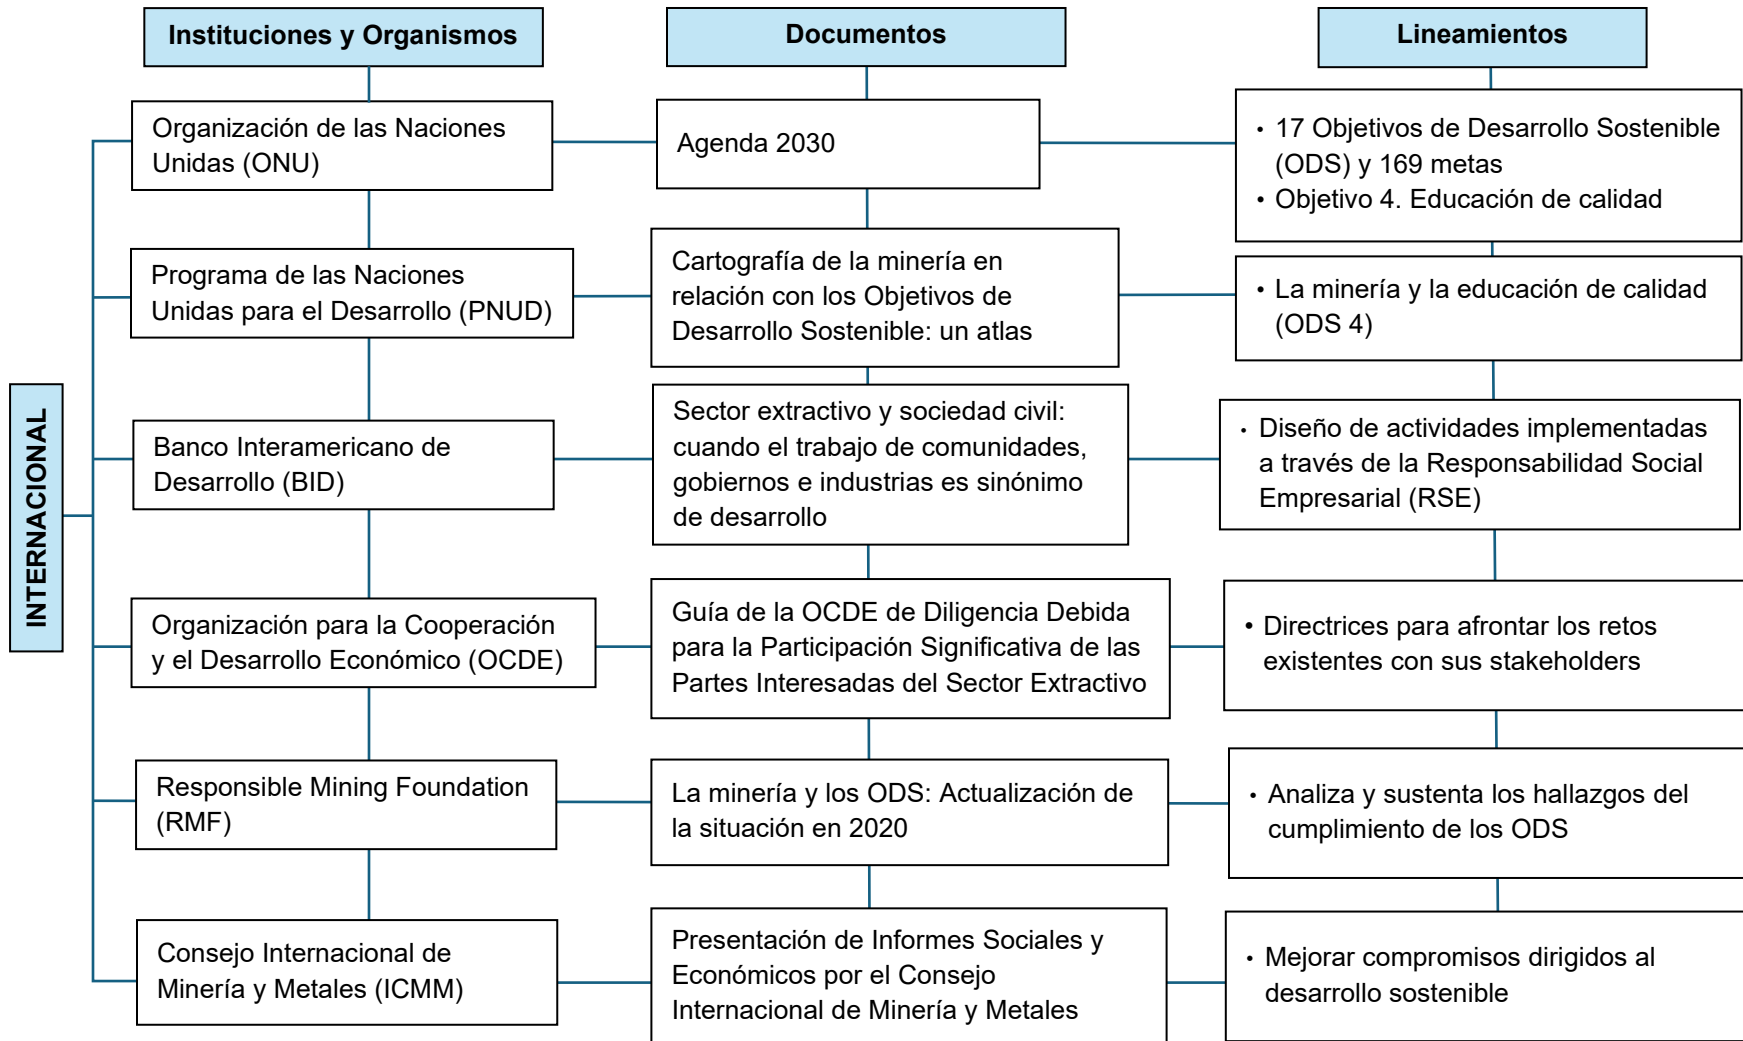 Instituciones y Organismos
Documentos
Lineamientos
INTERNACIONAL
Organización de las Naciones
Unidas (ONU)
Agenda 2030
• 17 Objetivos de Desarrollo Sostenible
(ODS) y 169 metas
• Objetivo 4. Educación de calidad
Programa de las Naciones
Unidas para el Desarrollo (PNUD)
Cartografía de la minería en
relación con los Objetivos de
Desarrollo Sostenible: un atlas
• La minería y la educación de calidad
(ODS 4)
Banco Interamericano de
Desarrollo (BID)
Sector extractivo y sociedad civil:
cuando el trabajo de comunidades,
gobiernos e industrias es sinónimo
de desarrollo
• Diseño de actividades implementadas
a través de la Responsabilidad Social
Empresarial (RSE)
Organización para la Cooperación
y el Desarrollo Económico (OCDE)
Guía de la OCDE de Diligencia Debida
para la Participación Significativa de las
Partes Interesadas del Sector Extractivo
• Directrices para afrontar los retos
existentes con sus stakeholders
Responsible Mining Foundation
(RMF)
La minería y los ODS: Actualización de
la situación en 2020
• Analiza y sustenta los hallazgos del
cumplimiento de los ODS
Consejo Internacional de
Minería y Metales (ICMM)
Presentación de Informes Sociales y
Económicos por el Consejo
Internacional de Minería y Metales
• Mejorar compromisos dirigidos al
desarrollo sostenible